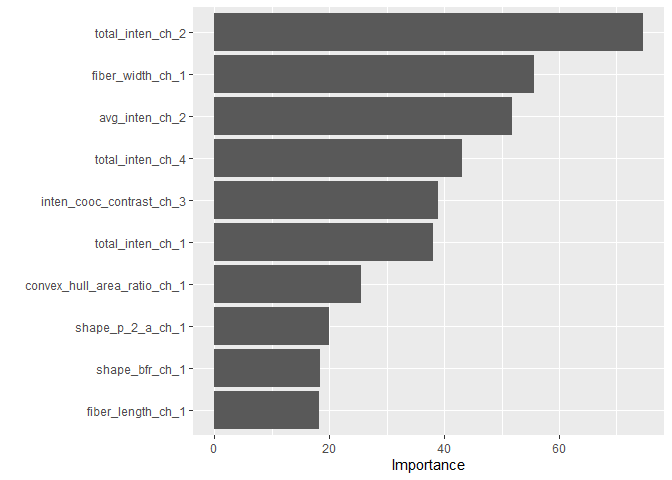 total_inten_ch_2
fiber_width_ch_1
avg_inten_ch_2
total_inten_ch_4
inten_cooc_contrast_ch_3
total_inten_ch_1
convex_hull_area_ratio_ch_1
shape_p_2_a_ch_1
shape_bfr_ch_1
fiber_length_ch_1
0 20 40 60
Importance